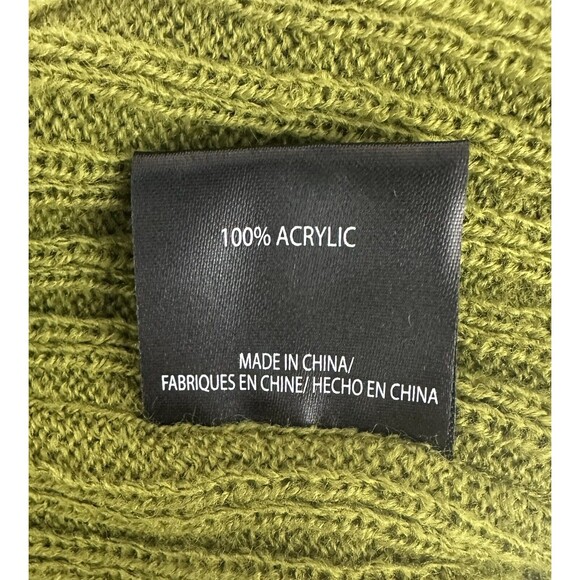 100% ACRYLIC
MADE IN CHINA/
FABRIQUES EN CHINE/ HECHO EN CHINA